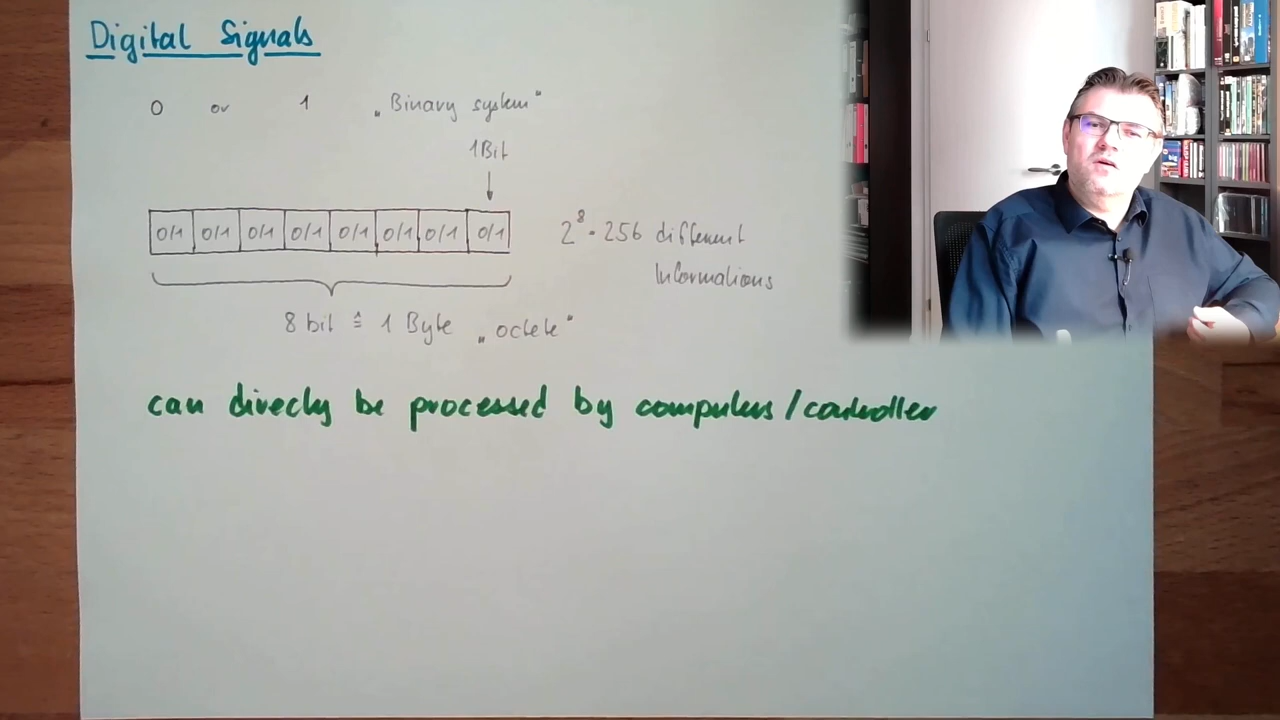 Digital Signals
0 or 1 „Binary system“
1Bit
0/1 0/1 0/1 0/1 0/1 0/1 0/1 0/1
2⁸ = 256 different
Informations
8 bit ≙ 1 Byte „octete“
can directly be processed by computers/controller